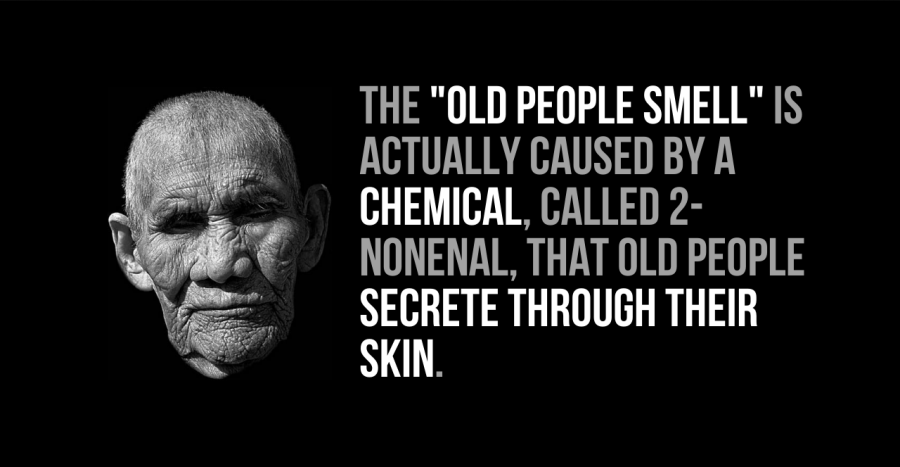 THE "OLD PEOPLE SMELL" IS
ACTUALLY CAUSED BY A
CHEMICAL, CALLED 2-
NONENAL, THAT OLD PEOPLE
SECRETE THROUGH THEIR
SKIN.